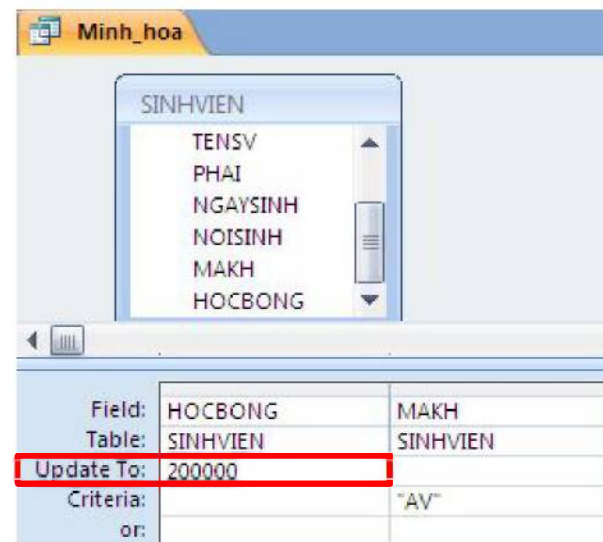 Minh_hoa
SINHVIEN
TENSV
PHAI
NGAYSINH
NOISINH
MAKH
HOCBONG
Field: HOCBONG MAKH
Table: SINHVIEN SINHVIEN
Update To: 200000
Criteria: "AV"
or: